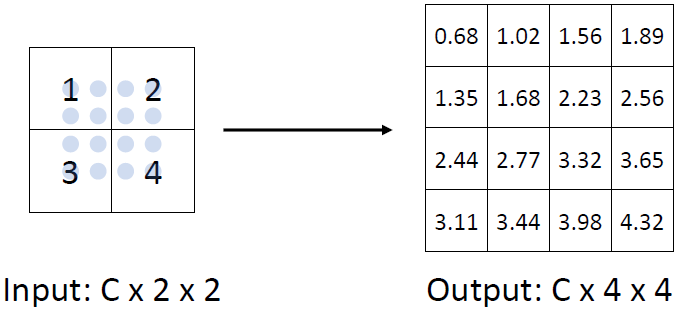 1 2
3 4
0.68 1.02 1.56 1.89
1.35 1.68 2.23 2.56
2.44 2.77 3.32 3.65
3.11 3.44 3.98 4.32
Input: C x 2 x 2
Output: C x 4 x 4